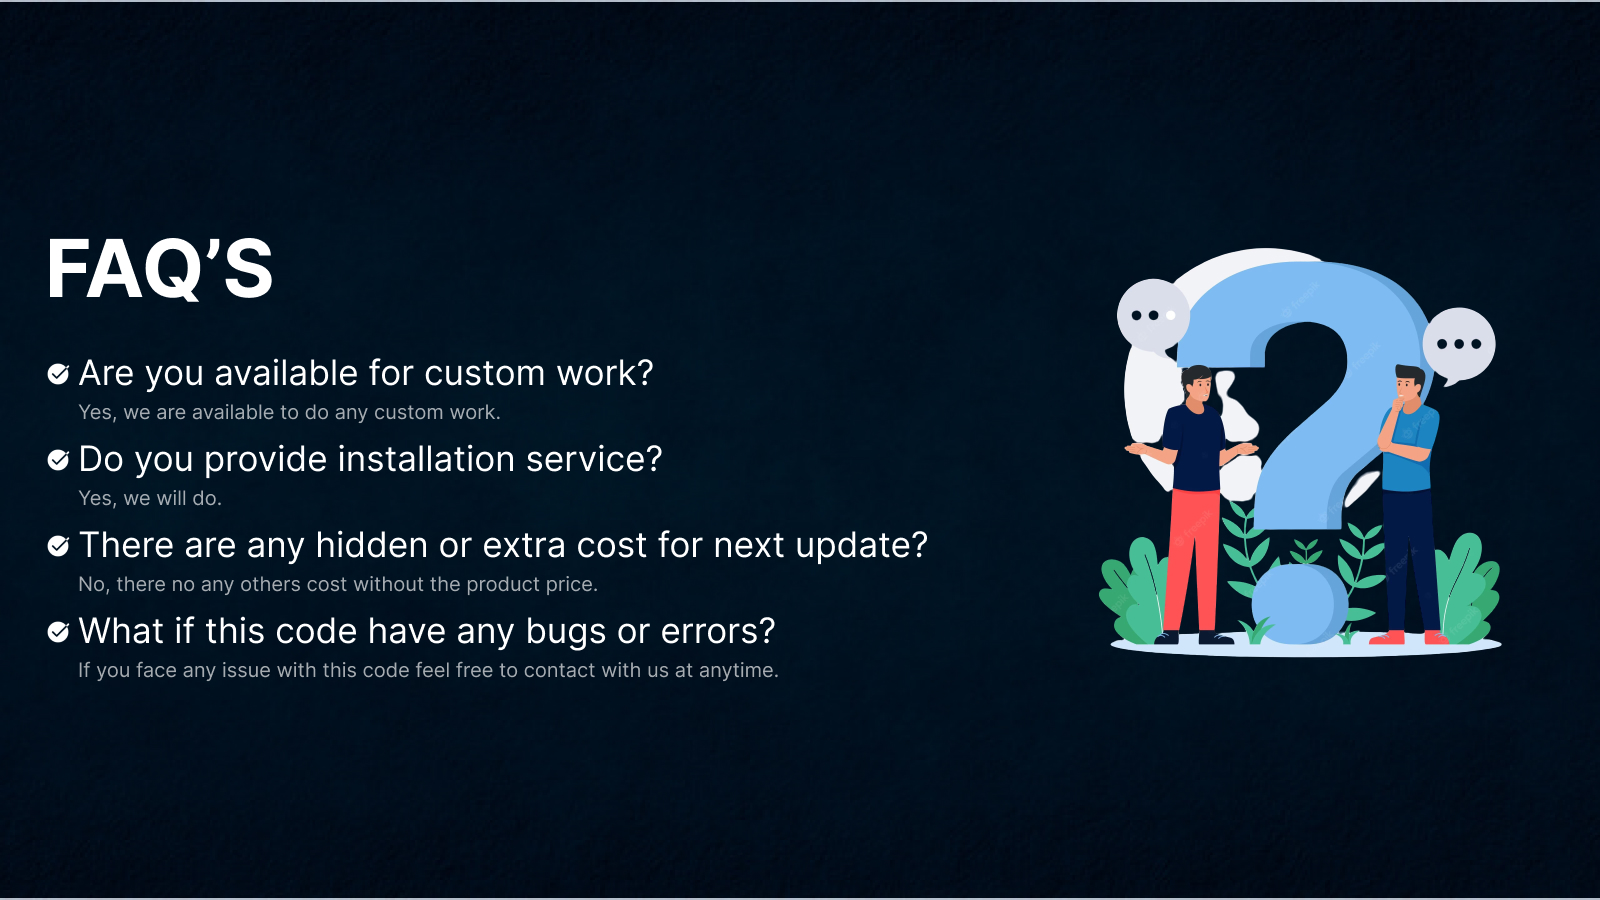 FAQ’S
Are you available for custom work?
Yes, we are available to do any custom work.
Do you provide installation service?
Yes, we will do.
There are any hidden or extra cost for next update?
No, there no any others cost without the product price.
What if this code have any bugs or errors?
If you face any issue with this code feel free to contact with us at anytime.